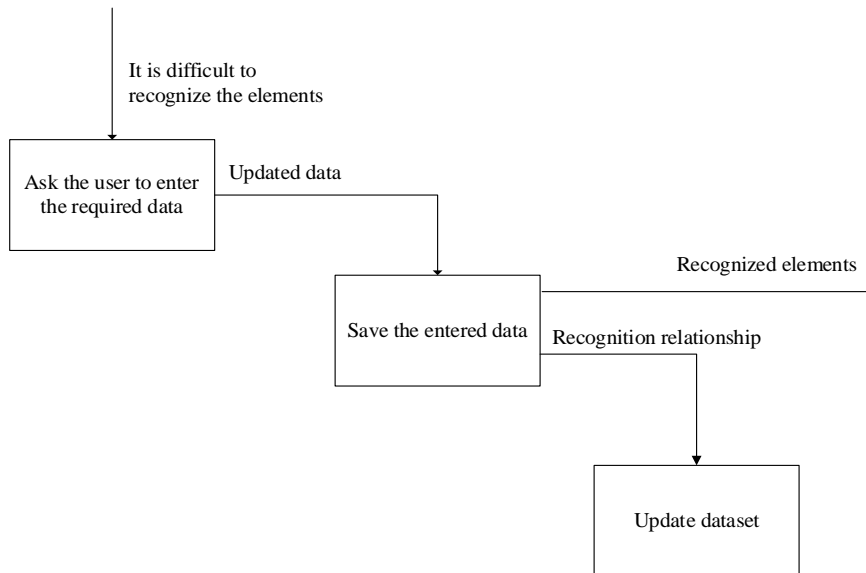 It is difficult to
recognize the elements
Ask the user to enter
the required data
Updated data
Recognized elements
Save the entered data
Recognition relationship
Update dataset